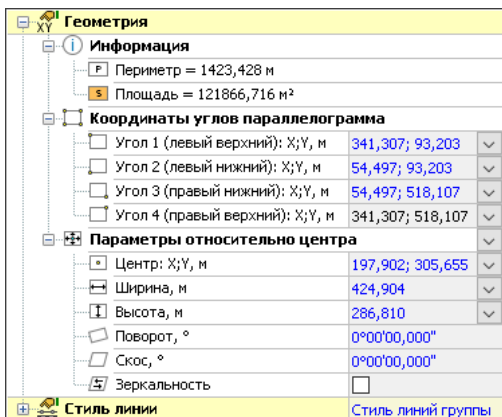 XY Геометрия
i Информация
P Периметр = 1423,428 м
S Площадь = 121866,716 м²
Координаты углов параллелограмма
Угол 1 (левый верхний): X;Y, м 341,307; 93,203
Угол 2 (левый нижний): X;Y, м 54,497; 93,203
Угол 3 (правый нижний): X;Y, м 54,497; 518,107
Угол 4 (правый верхний): X;Y, м 341,307; 518,107
Параметры относительно центра
Центр: X;Y, м 197,902; 305,655
Ширина, м 424,904
Высота, м 286,810
Поворот, ° 0°00'00,000"
Скос, ° 0°00'00,000"
Зеркальность
Стиль линии Стиль линий группы